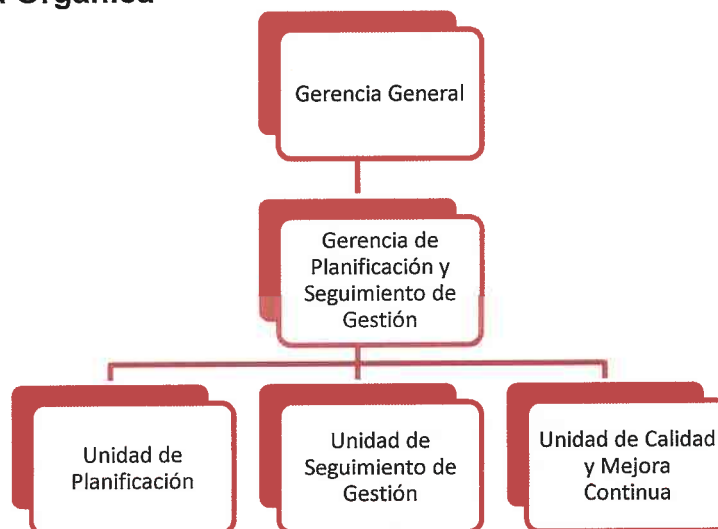 Orgánica
Gerencia General
Gerencia de
Planificación y
Seguimiento de
Gestión
Unidad de
Planificación
Unidad de
Seguimiento de
Gestión
Unidad de Calidad
y Mejora
Continua